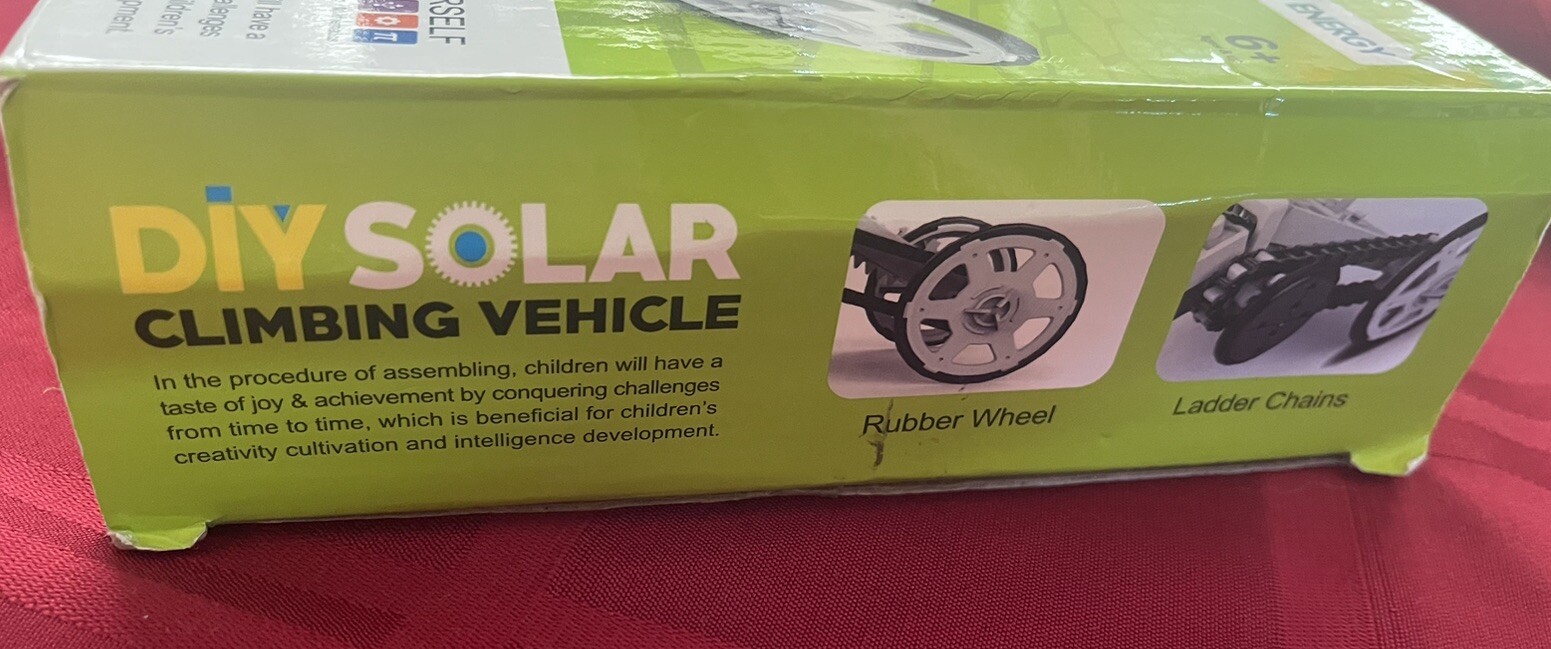 RSELF
have a
ENERGY
6+
DIY SOLAR
CLIMBING VEHICLE
In the procedure of assembling, children will have a
taste of joy & achievement by conquering challenges
from time to time, which is beneficial for children's
creativity cultivation and intelligence development.
Rubber Wheel
Ladder Chains